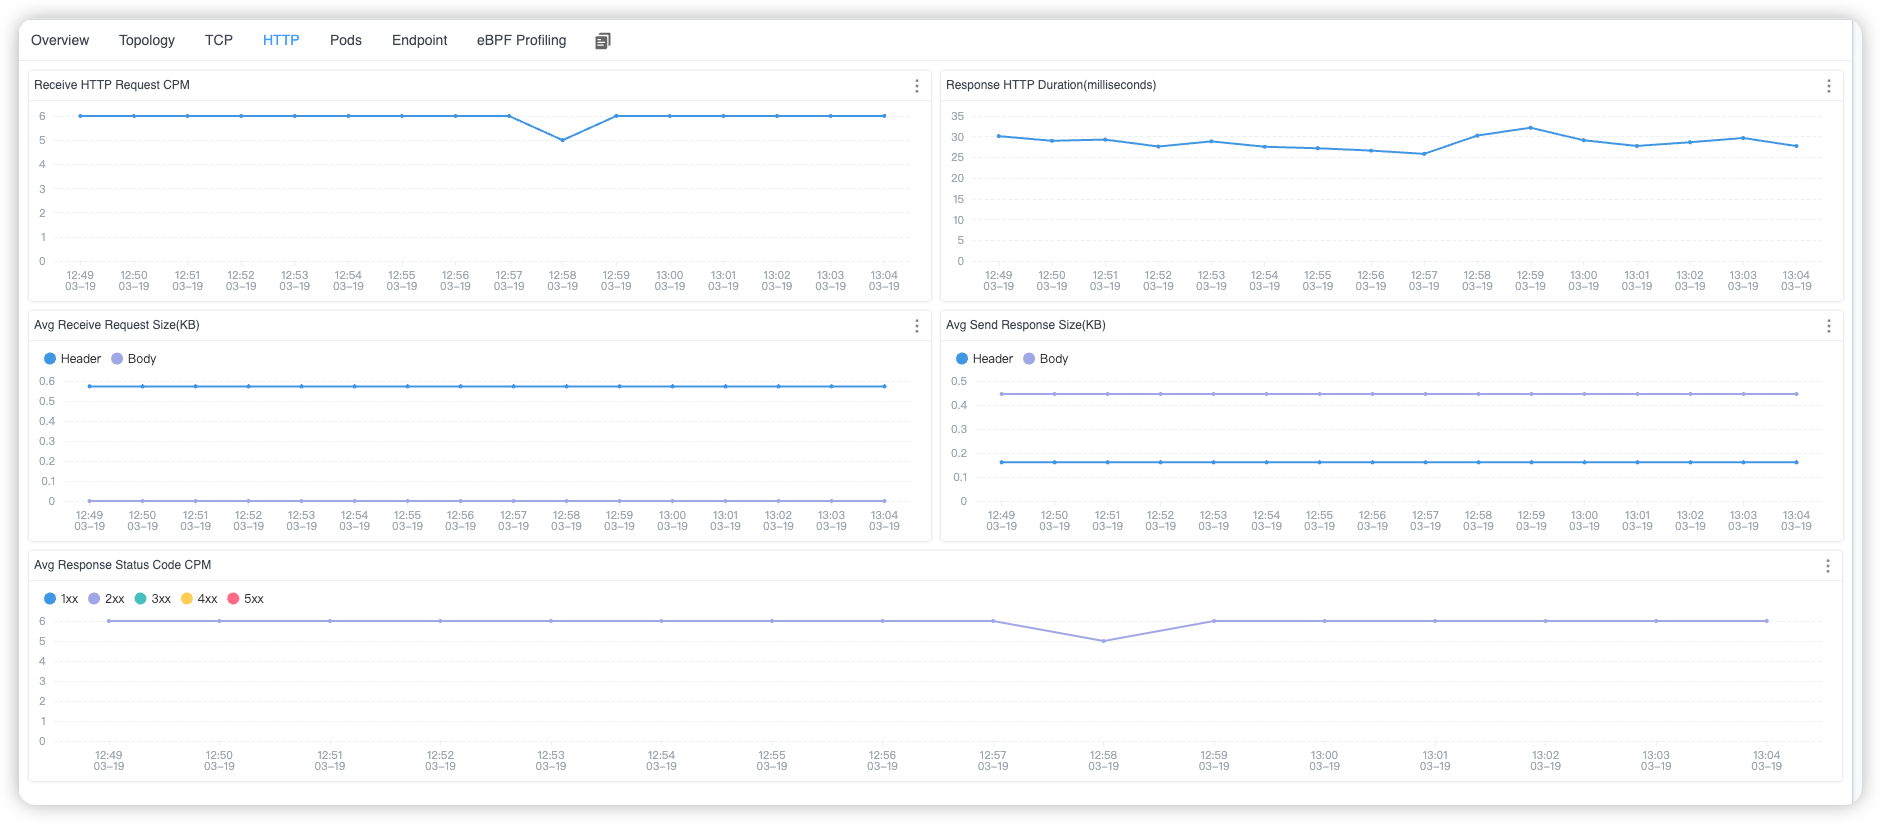 Overview Topology TCP HTTP Pods Endpoint eBPF Profiling
Receive HTTP Request CPM
6
5
4
3
2
1
0
12:49 12:50 12:51 12:52 12:53 12:54 12:55 12:56 12:57 12:58 12:59 13:00 13:01 13:02 13:03 13:04
03–19 03–19 03–19 03–19 03–19 03–19 03–19 03–19 03–19 03–19 03–19 03–19 03–19 03–19 03–19 03–19
Response HTTP Duration(milliseconds)
35
30
25
20
15
10
5
0
12:49 12:50 12:51 12:52 12:53 12:54 12:55 12:56 12:57 12:58 12:59 13:00 13:01 13:02 13:03 13:04
03–19 03–19 03–19 03–19 03–19 03–19 03–19 03–19 03–19 03–19 03–19 03–19 03–19 03–19 03–19 03–19
Avg Receive Request Size(KB)
Header Body
0.6
0.5
0.4
0.3
0.2
0.1
0
12:49 12:50 12:51 12:52 12:53 12:54 12:55 12:56 12:57 12:58 12:59 13:00 13:01 13:02 13:03 13:04
03–19 03–19 03–19 03–19 03–19 03–19 03–19 03–19 03–19 03–19 03–19 03–19 03–19 03–19 03–19 03–19
Avg Send Response Size(KB)
Header Body
0.5
0.4
0.3
0.2
0.1
0
12:49 12:50 12:51 12:52 12:53 12:54 12:55 12:56 12:57 12:58 12:59 13:00 13:01 13:02 13:03 13:04
03–19 03–19 03–19 03–19 03–19 03–19 03–19 03–19 03–19 03–19 03–19 03–19 03–19 03–19 03–19 03–19
Avg Response Status Code CPM
1xx 2xx 3xx 4xx 5xx
6
5
4
3
2
1
0
12:49 12:50 12:51 12:52 12:53 12:54 12:55 12:56 12:57 12:58 12:59 13:00 13:01 13:02 13:03 13:04
03–19 03–19 03–19 03–19 03–19 03–19 03–19 03–19 03–19 03–19 03–19 03–19 03–19 03–19 03–19 03–19